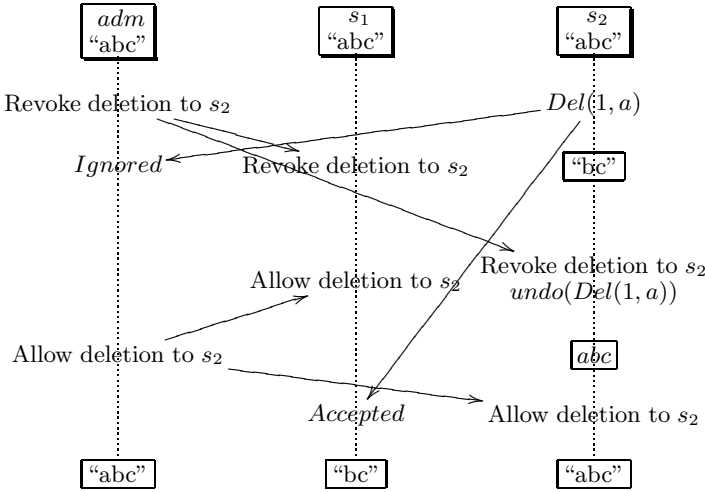 adm
s₁
s₂
“abc”
“abc”
“abc”
Revoke deletion to s₂
Del(1, a)
Ignored
Revoke deletion to s₂
“bc”
Revoke deletion to s₂
undo(Del(1, a))
Allow deletion to s₂
Allow deletion to s₂
abc
Accepted
Allow deletion to s₂
“abc”
“bc”
“abc”